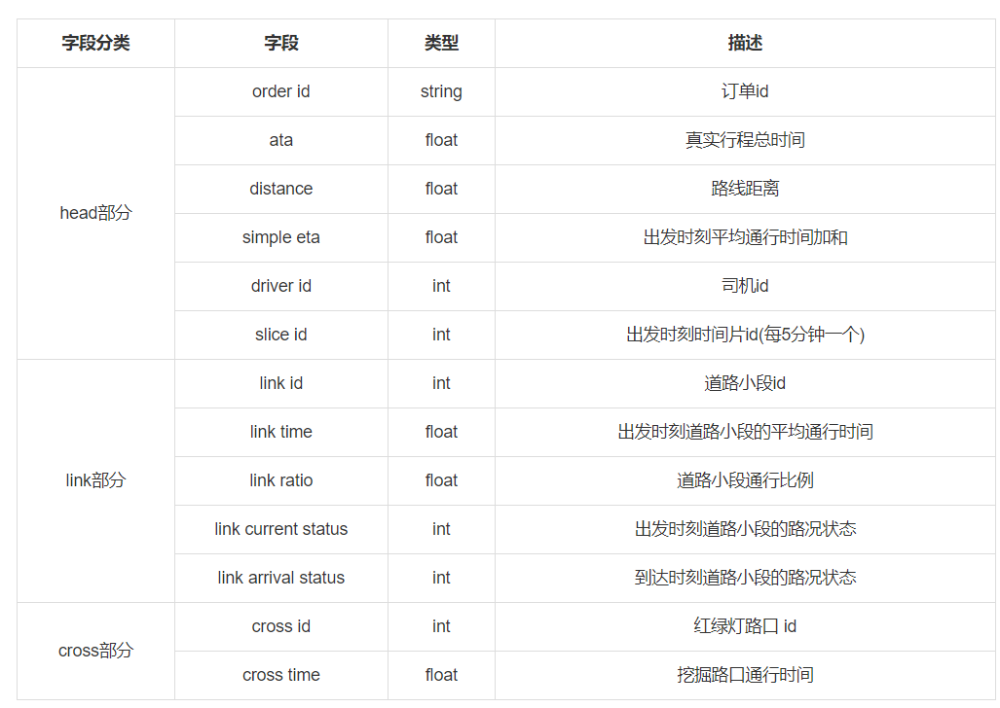 字段分类 字段 类型 描述
head部分
order id string 订单id
ata float 真实行程总时间
distance float 路线距离
simple eta float 出发时刻平均通行时间加和
driver id int 司机id
slice id int 出发时刻时间片id(每5分钟一个)
link部分
link id int 道路小段id
link time float 出发时刻道路小段的平均通行时间
link ratio float 道路小段通行比例
link current status int 出发时刻道路小段的路况状态
link arrival status int 到达时刻道路小段的路况状态
cross部分
cross id int 红绿灯路口 id
cross time float 挖掘路口通行时间